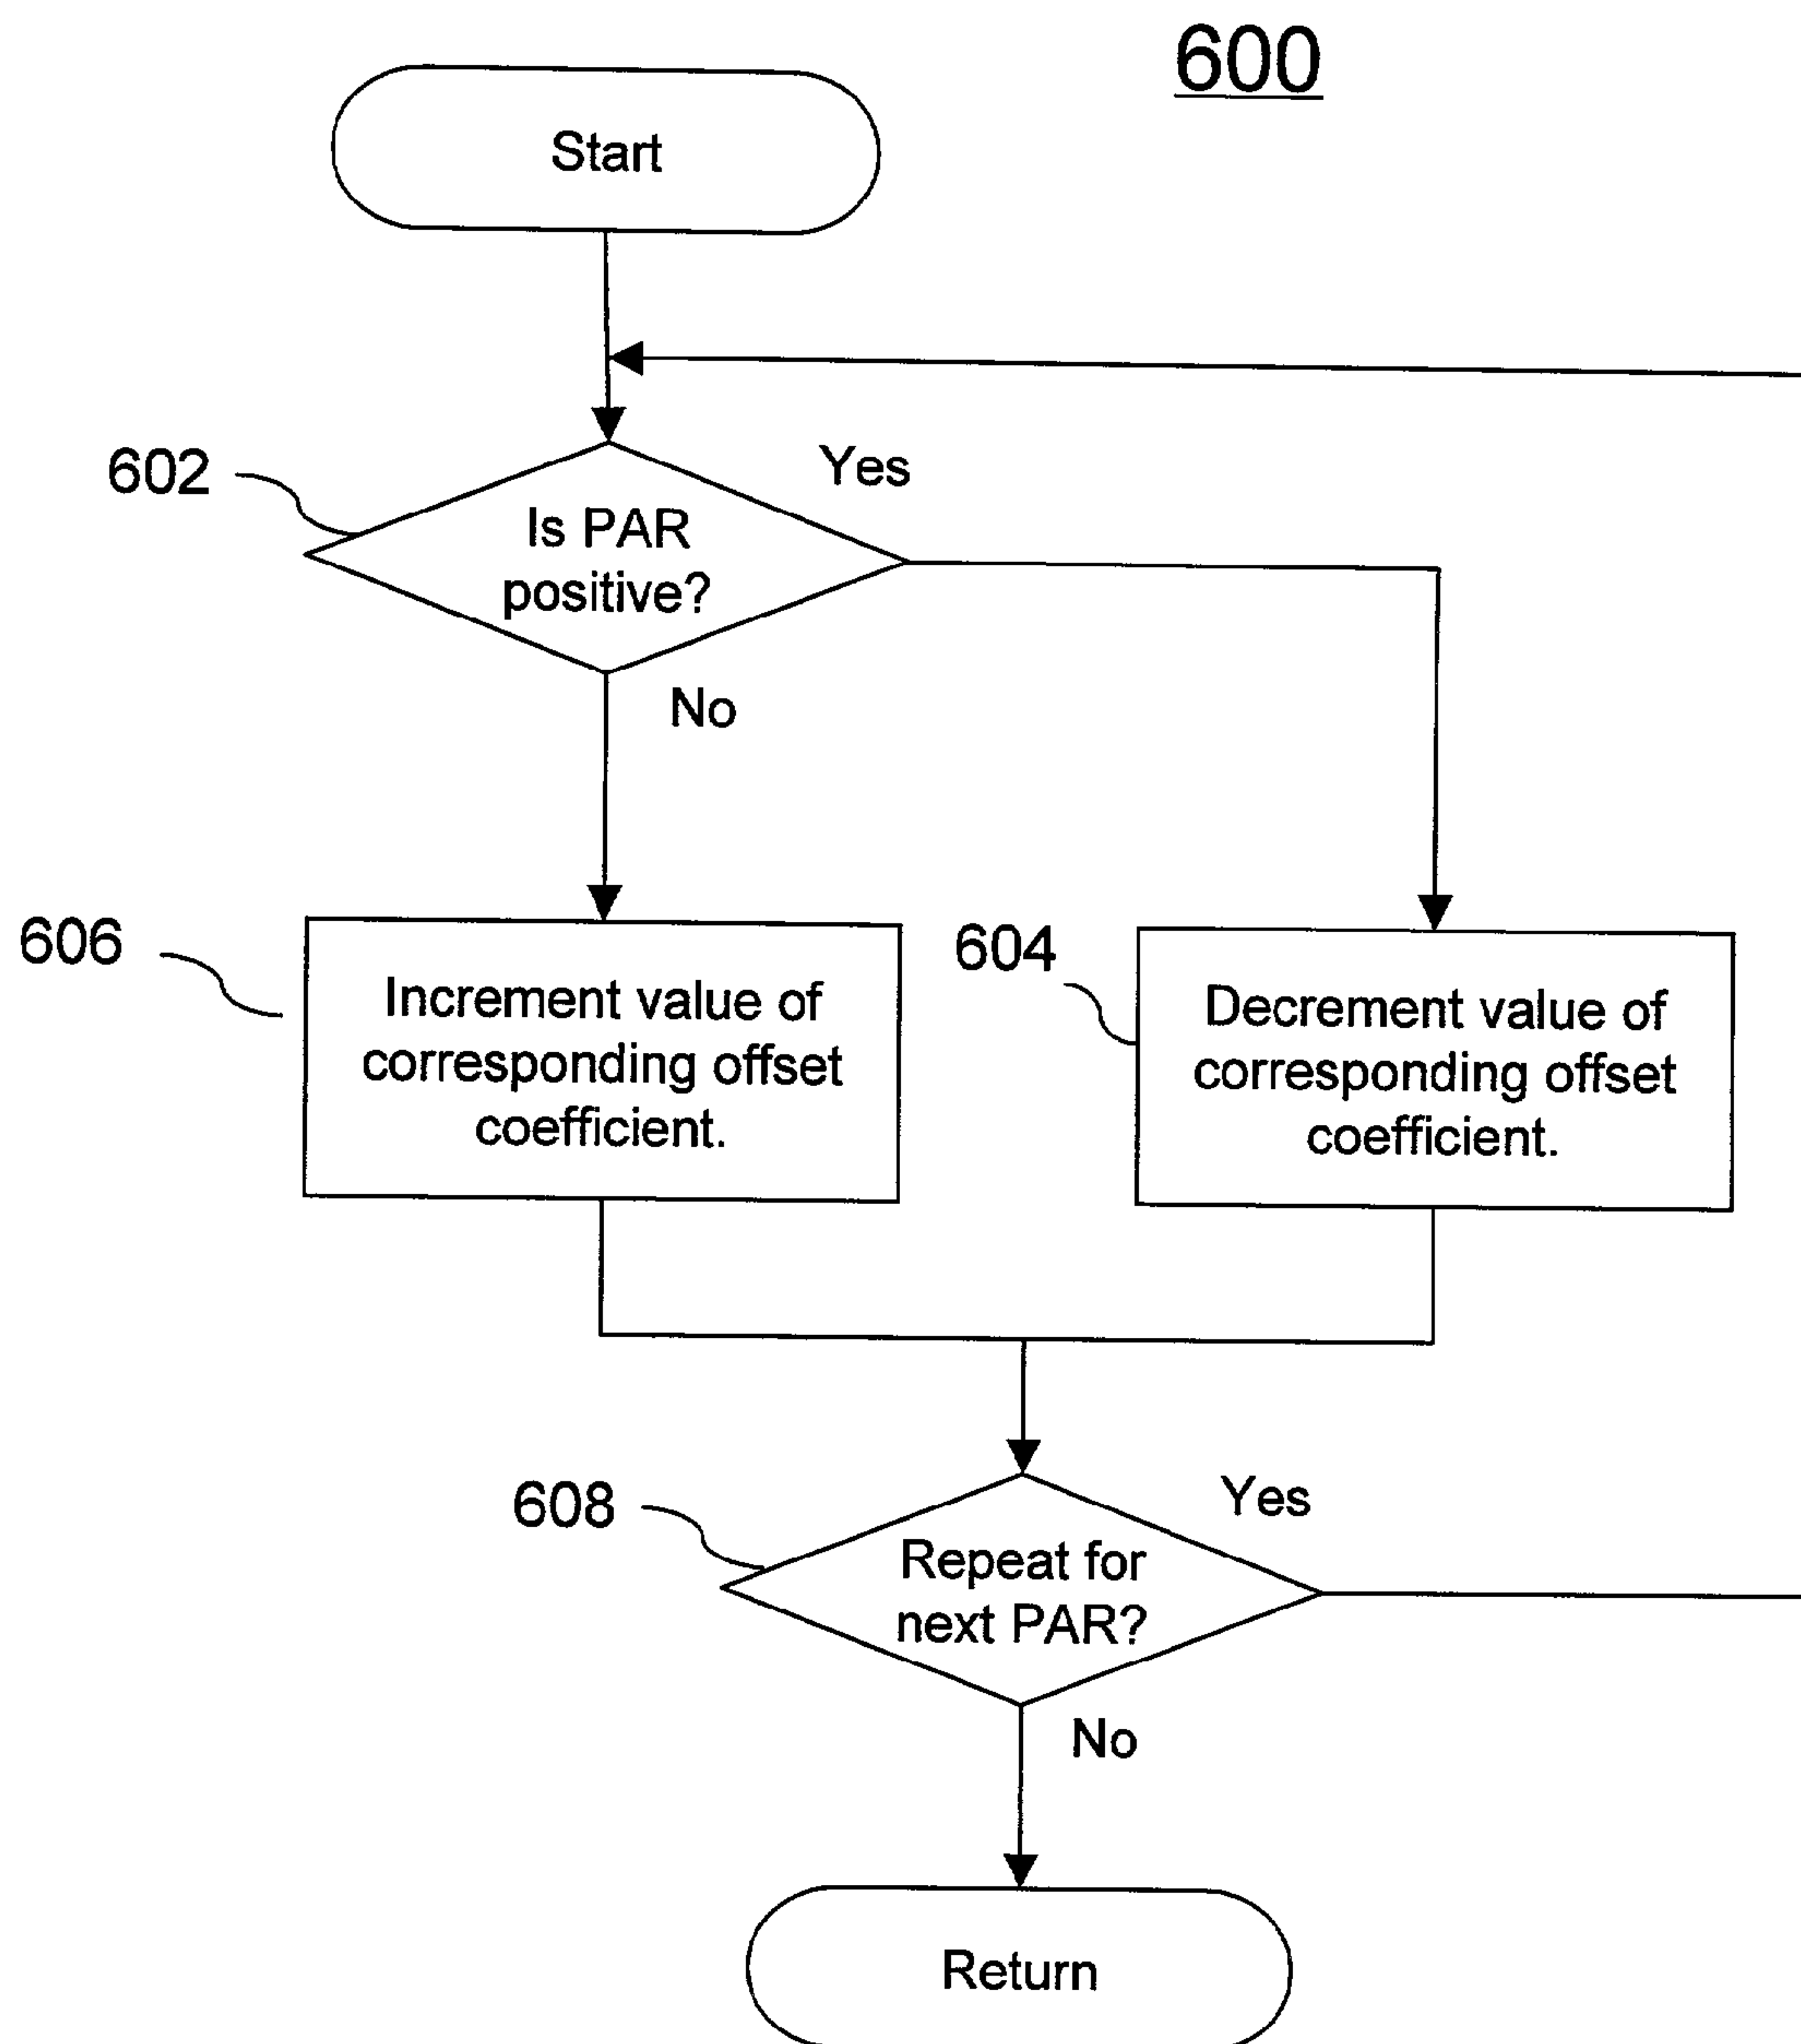 600
Start
602
Yes
Is PAR
positive?
No
606
Increment value of
corresponding offset
coefficient.
604
Decrement value of
corresponding offset
coefficient.
608
Yes
Repeat for
next PAR?
No
Return